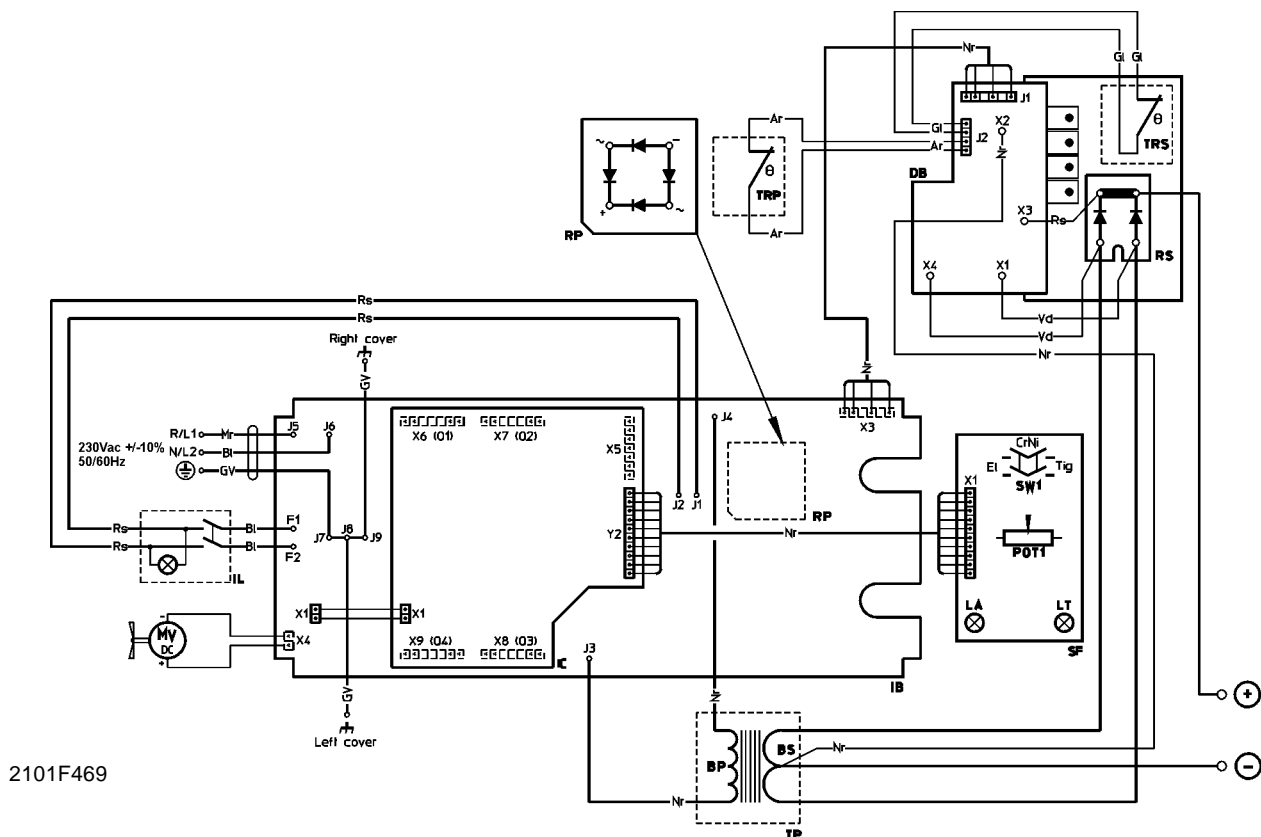 Nr
Gl Gl
J1
X2
Ar
Gl
J2
Ar
Nr
θ
TRS
DB
θ
TRP
X3
Rs
RS
~ −
+ ~
RP
Ar
X4
X1
Rs
Rs
Vd
Vd
Nr
Right cover
GV
Nr
R/L1
Mr
J5
J6
230Vac +/-10%
50/60Hz
N/L2
Bl
GV
X6 (01)
X7 (02)
X5
J4
X3
CrNi
El
Tig
SW1
X1
J2 J1
RP
Rs
Bl
F1
Rs
Bl
F2
IL
J7
J8
J9
Y2
Nr
POT1
X1
X1
LA
LT
MV
DC
−
+
X4
X9 (04)
X8 (03)
IC
J3
IB
SF
GV
Left cover
Nr
+
BP
BS
Nr
−
Nr
TP
2101F469